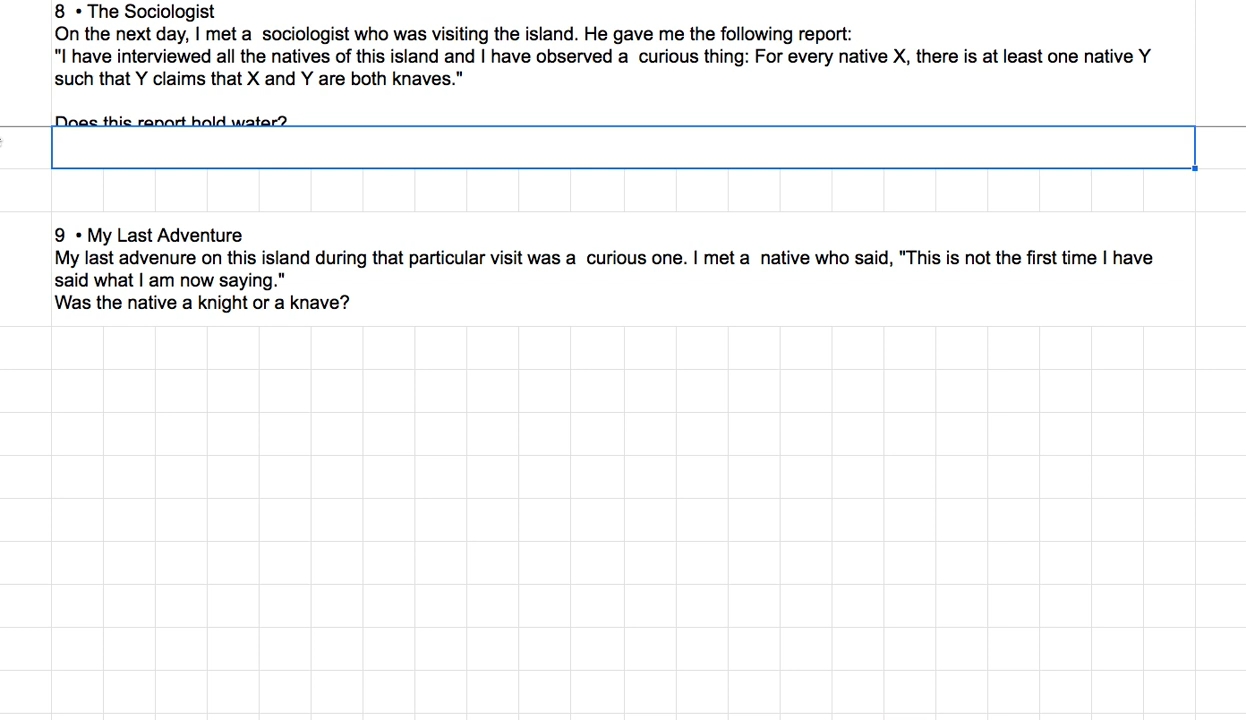 8 • The Sociologist
On the next day, I met a sociologist who was visiting the island. He gave me the following report:
"I have interviewed all the natives of this island and I have observed a curious thing: For every native X, there is at least one native Y
such that Y claims that X and Y are both knaves."
Does this report hold water?
9 • My Last Adventure
My last advenure on this island during that particular visit was a curious one. I met a native who said, "This is not the first time I have
said what I am now saying."
Was the native a knight or a knave?